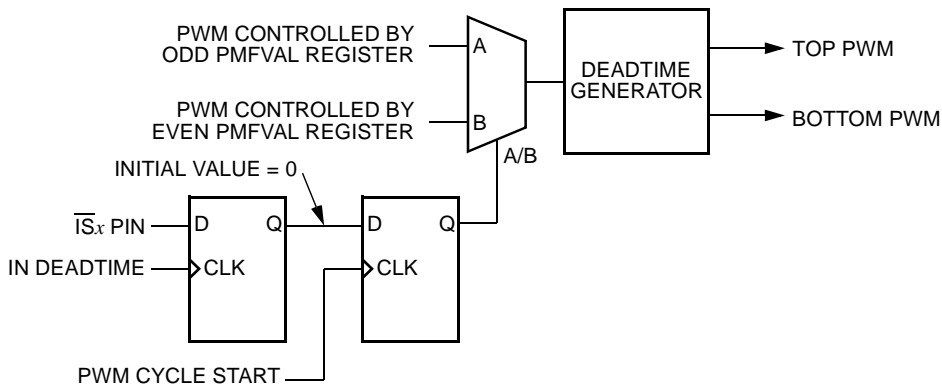 PWM CONTROLLED BY
ODD PMFVAL REGISTER
A
PWM CONTROLLED BY
EVEN PMFVAL REGISTER
B
A/B
DEADTIME
GENERATOR
TOP PWM
BOTTOM PWM
INITIAL VALUE = 0
I̅S̅x PIN
D
Q
IN DEADTIME
CLK
D
Q
CLK
PWM CYCLE START